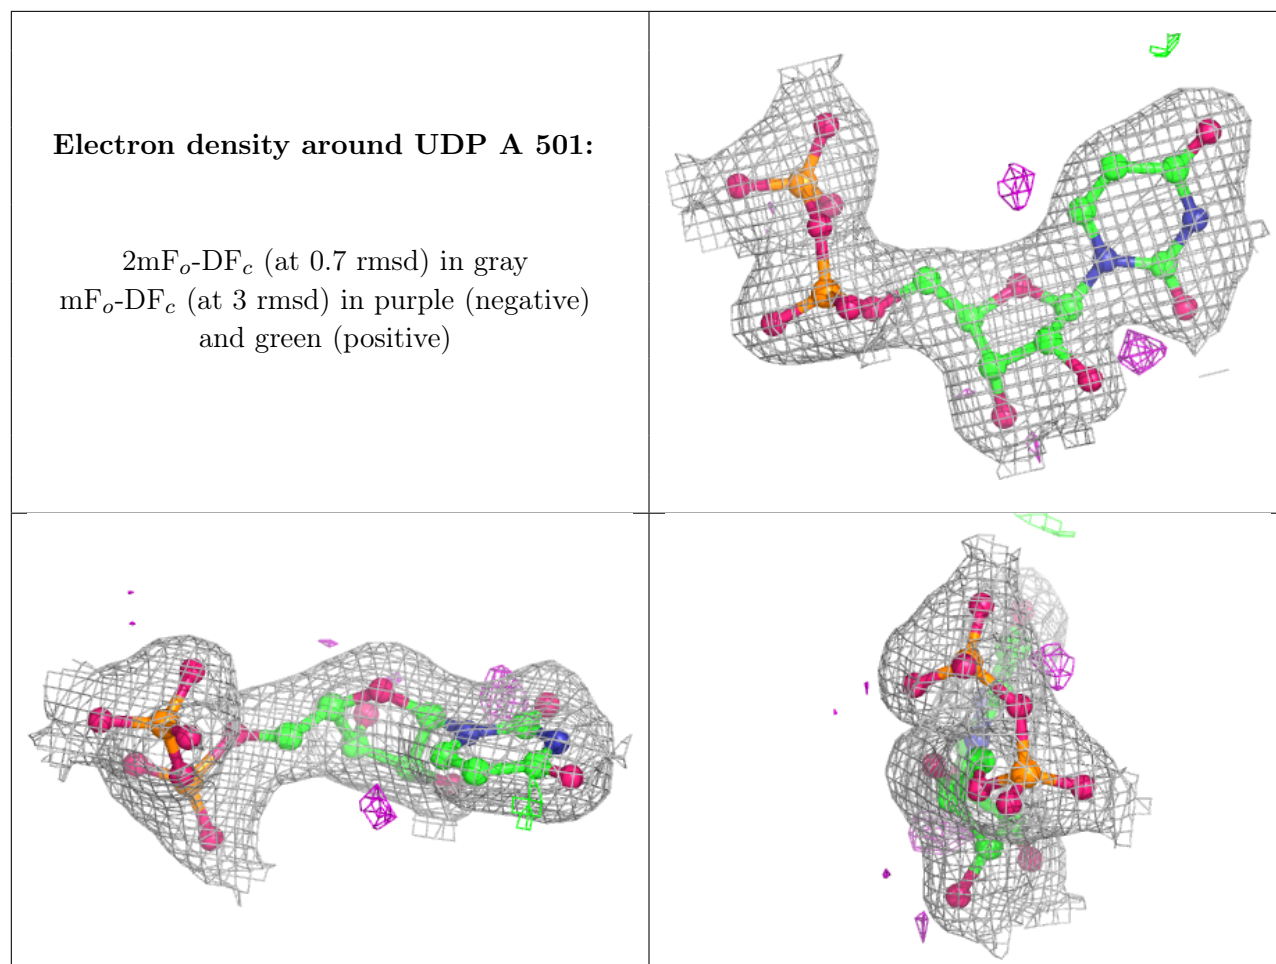 Electron density around UDP A 501:
2mFo-DFc (at 0.7 rmsd) in gray
mFo-DFc (at 3 rmsd) in purple (negative)
and green (positive)